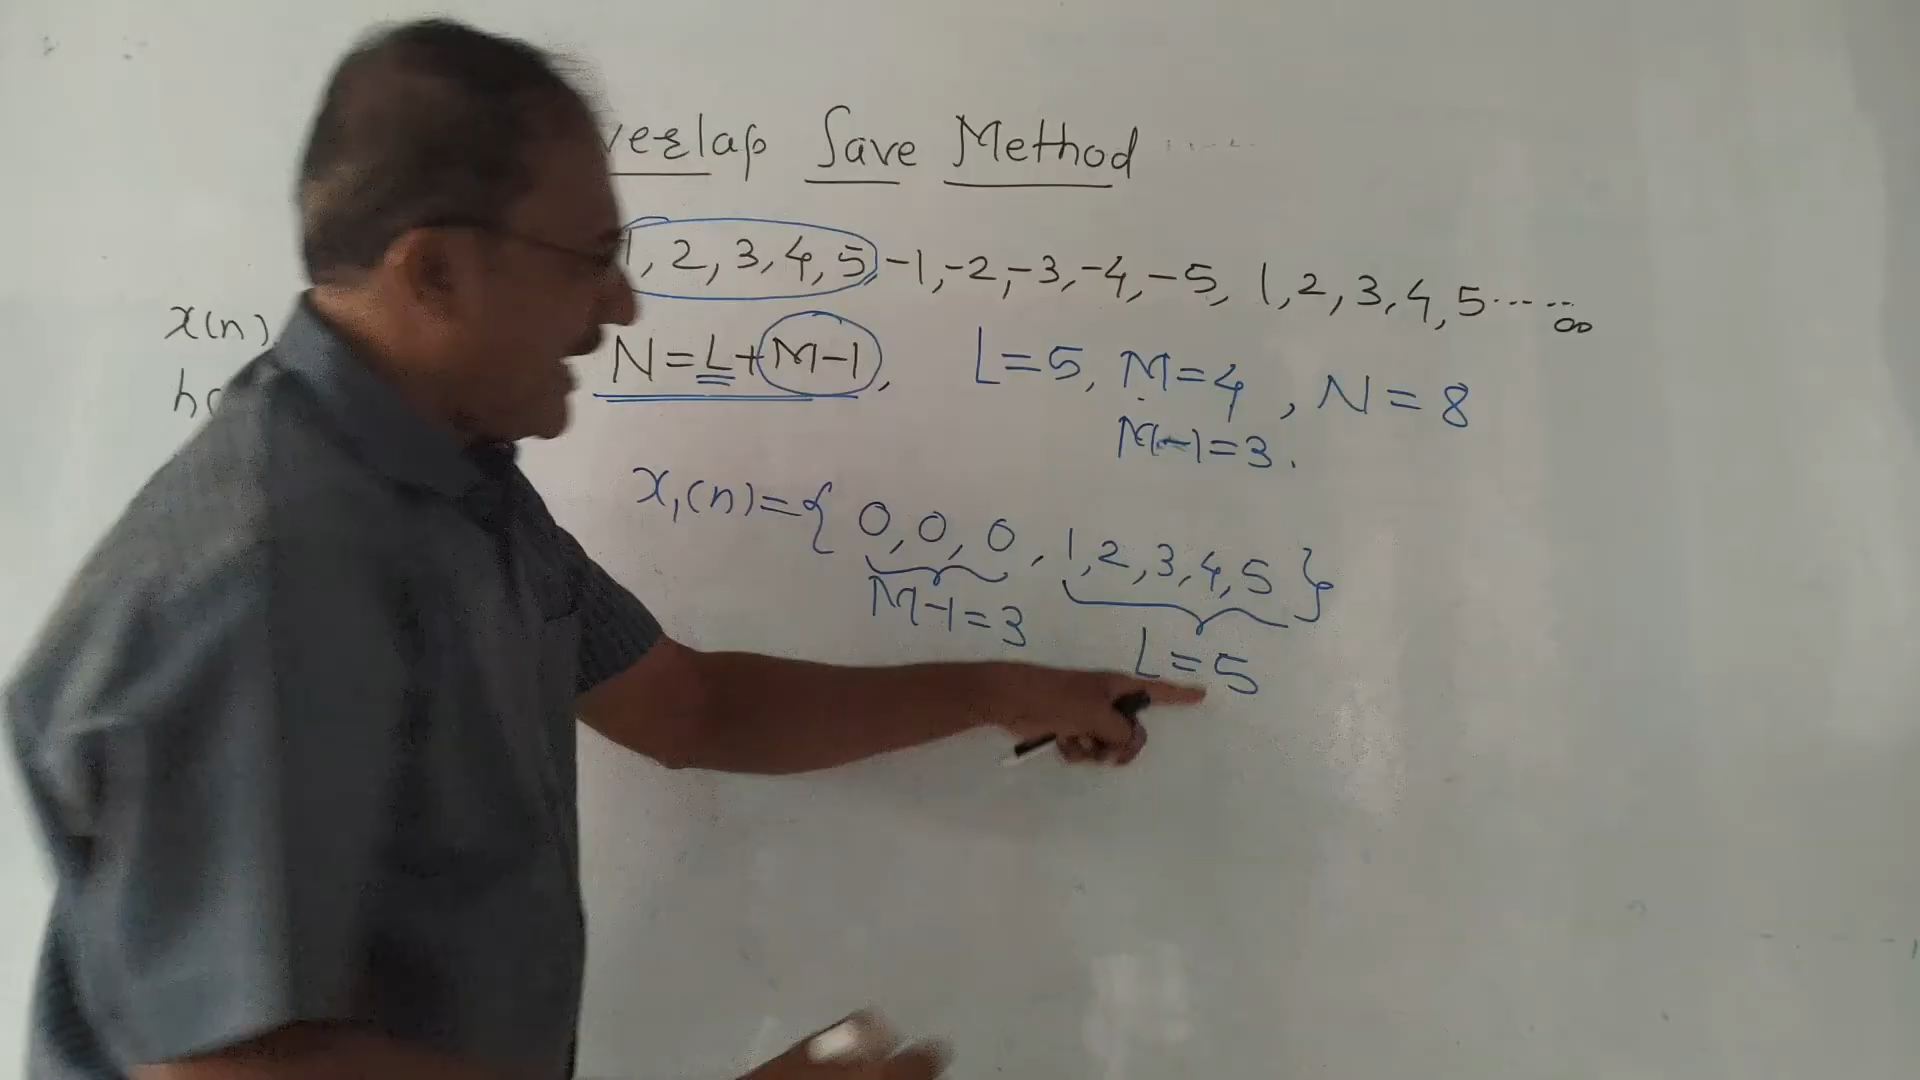 verlap Save Method
1, 2, 3, 4, 5, -1, -2, -3, -4, -5, 1, 2, 3, 4, 5 ...... ∞
x(n)
N=L+M-1, L=5, M=4, N=8
M-1=3.
x₁(n)={ 0, 0, 0, 1, 2, 3, 4, 5 }
M-1=3
L=5